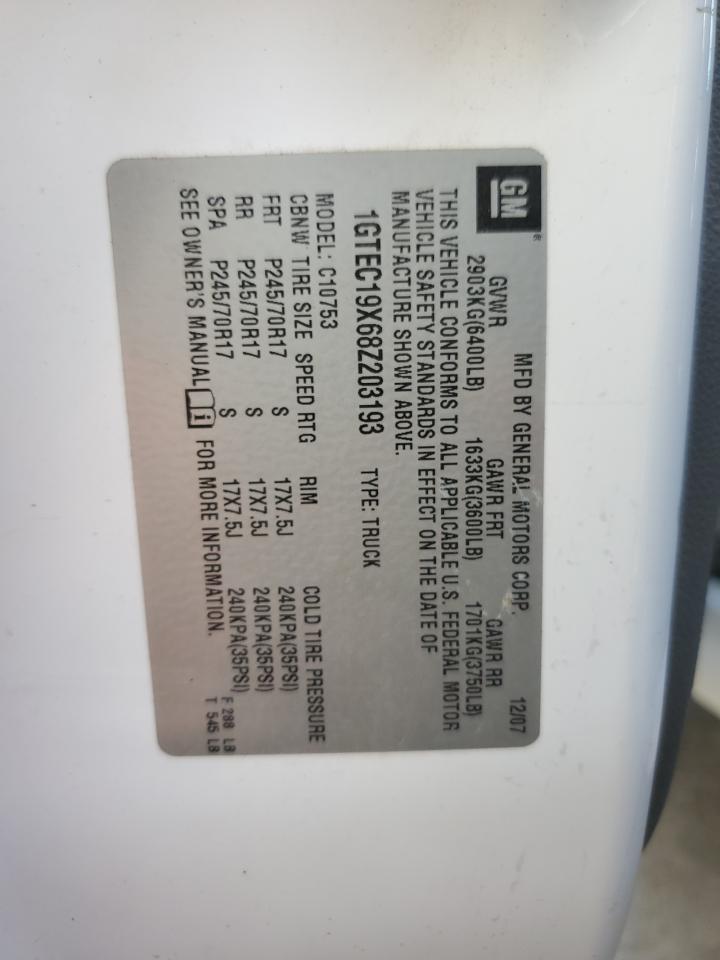 GM®
MFD BY GENERAL MOTORS CORP. 12/07
GVWR GAWR FRT GAWR RR
2903KG(6400LB) 1633KG(3600LB) 1701KG(3750LB)
THIS VEHICLE CONFORMS TO ALL APPLICABLE U.S. FEDERAL MOTOR
VEHICLE SAFETY STANDARDS IN EFFECT ON THE DATE OF
MANUFACTURE SHOWN ABOVE.
1GTEC19X68Z203193 TYPE: TRUCK
MODEL: C10753
CBNW TIRE SIZE SPEED RTG RIM COLD TIRE PRESSURE
FRT P245/70R17 S 17X7.5J 240KPA(35PSI)
RR P245/70R17 S 17X7.5J 240KPA(35PSI)
SPA P245/70R17 S 17X7.5J 240KPA(35PSI)
SEE OWNER'S MANUAL i FOR MORE INFORMATION.
F 288 LB
T 545 LB